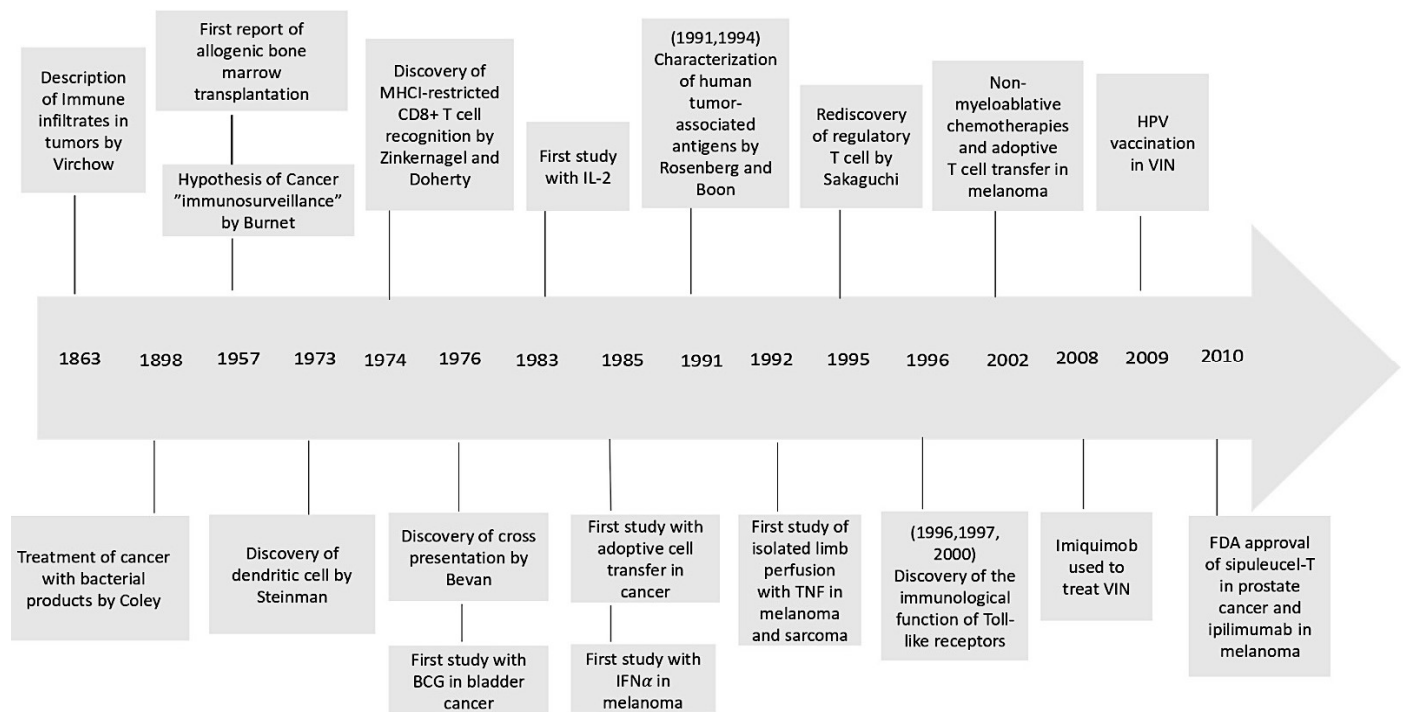 First report of
allogenic bone
marrow
transplantation
Description
of Immune
infiltrates in
tumors by
Virchow
Hypothesis of Cancer
”immunosurveillance”
by Burnet
Discovery of
MHCI-restricted
CD8+ T cell
recognition by
Zinkernagel and
Doherty
First study
with IL-2
(1991,1994)
Characterization
of human
tumor-
associated
antigens by
Rosenberg and
Boon
Rediscovery
of regulatory
T cell by
Sakaguchi
Non-
myeloablative
chemotherapies
and adoptive
T cell transfer in
melanoma
HPV
vaccination
in VIN
1863 1898 1957 1973 1974 1976 1983 1985 1991 1992 1995 1996 2002 2008 2009 2010
Treatment of cancer
with bacterial
products by Coley
Discovery of
dendritic cell by
Steinman
Discovery of cross
presentation by
Bevan
First study with
BCG in bladder
cancer
First study with
adoptive cell
transfer in
cancer
First study with
IFNα in
melanoma
First study of
isolated limb
perfusion
with TNF in
melanoma
and sarcoma
(1996,1997,
2000)
Discovery of the
immunological
function of Toll-
like receptors
Imiquimob
used to
treat VIN
FDA approval
of sipuleucel-T
in prostate
cancer and
ipilimumab in
melanoma